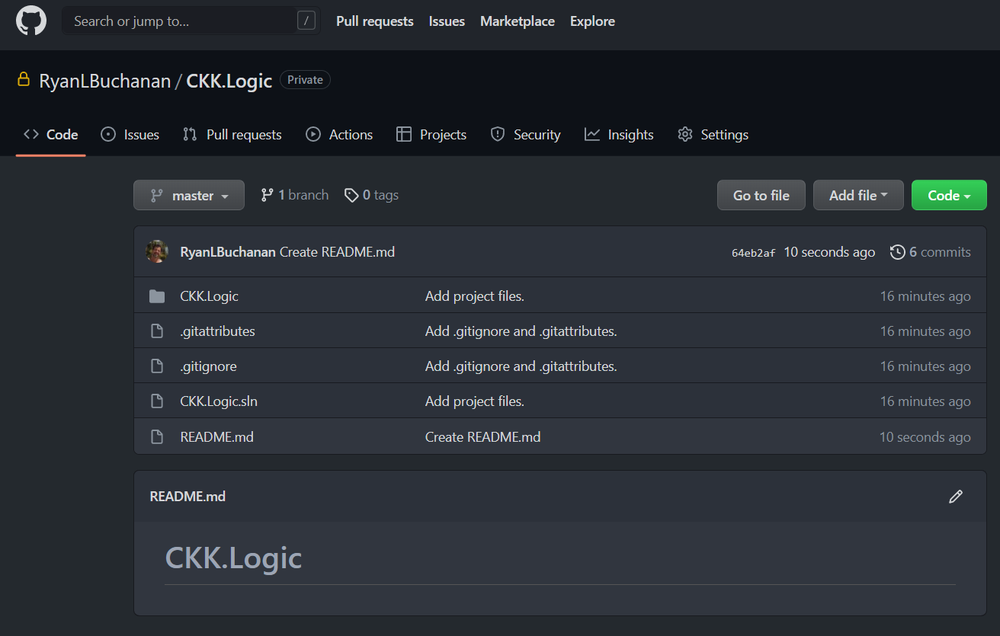 Search or jump to... /
Pull requests Issues Marketplace Explore
RyanLBuchanan / CKK.Logic Private
Code Issues Pull requests Actions Projects Security Insights Settings
master 1 branch 0 tags Go to file Add file Code
RyanLBuchanan Create README.md 64eb2af 10 seconds ago 6 commits
CKK.Logic Add project files. 16 minutes ago
.gitattributes Add .gitignore and .gitattributes. 16 minutes ago
.gitignore Add .gitignore and .gitattributes. 16 minutes ago
CKK.Logic.sln Add project files. 16 minutes ago
README.md Create README.md 10 seconds ago
README.md
CKK.Logic